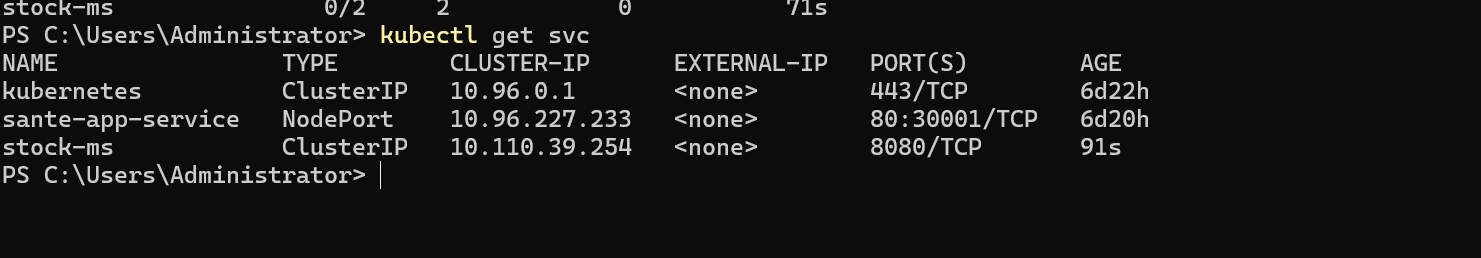 stock-ms 0/2 2 0 71s
PS C:\Users\Administrator> kubectl get svc
NAME TYPE CLUSTER-IP EXTERNAL-IP PORT(S) AGE
kubernetes ClusterIP 10.96.0.1 <none> 443/TCP 6d22h
sante-app-service NodePort 10.96.227.233 <none> 80:30001/TCP 6d20h
stock-ms ClusterIP 10.110.39.254 <none> 8080/TCP 91s
PS C:\Users\Administrator>